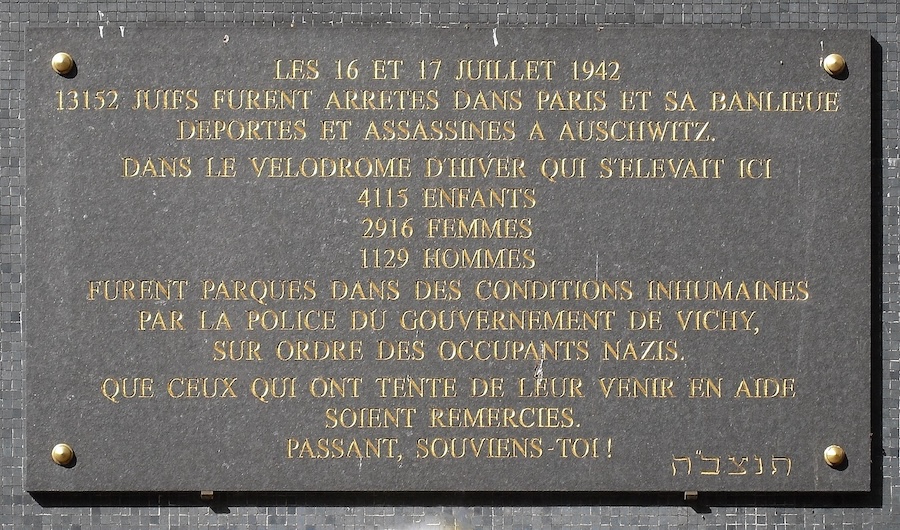 LES 16 ET 17 JUILLET 1942
13152 JUIFS FURENT ARRETES DANS PARIS ET SA BANLIEUE
DEPORTES ET ASSASSINES A AUSCHWITZ.
DANS LE VELODROME D'HIVER QUI S'ELEVAIT ICI
4115 ENFANTS
2916 FEMMES
1129 HOMMES
FURENT PARQUES DANS DES CONDITIONS INHUMAINES
PAR LA POLICE DU GOUVERNEMENT DE VICHY,
SUR ORDRE DES OCCUPANTS NAZIS.
QUE CEUX QUI ONT TENTE DE LEUR VENIR EN AIDE
SOIENT REMERCIES.
PASSANT, SOUVIENS-TOI !
תנצב"ה